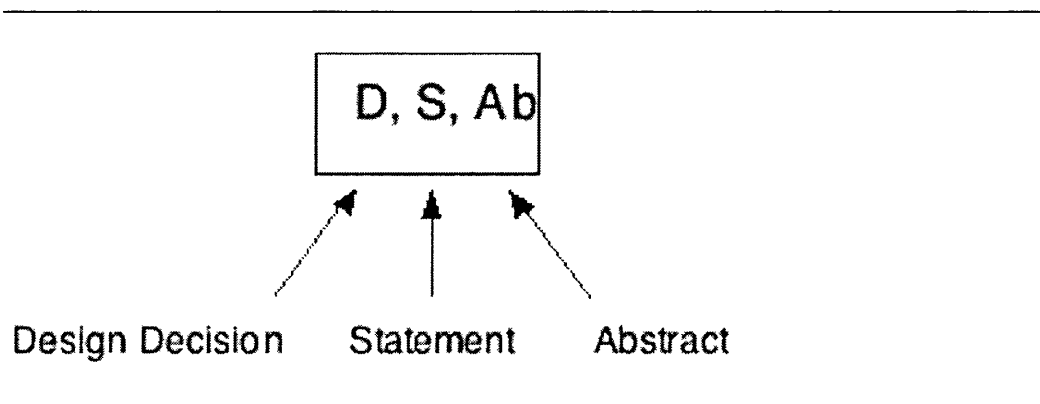 D, S, Ab
Design Decision Statement Abstract